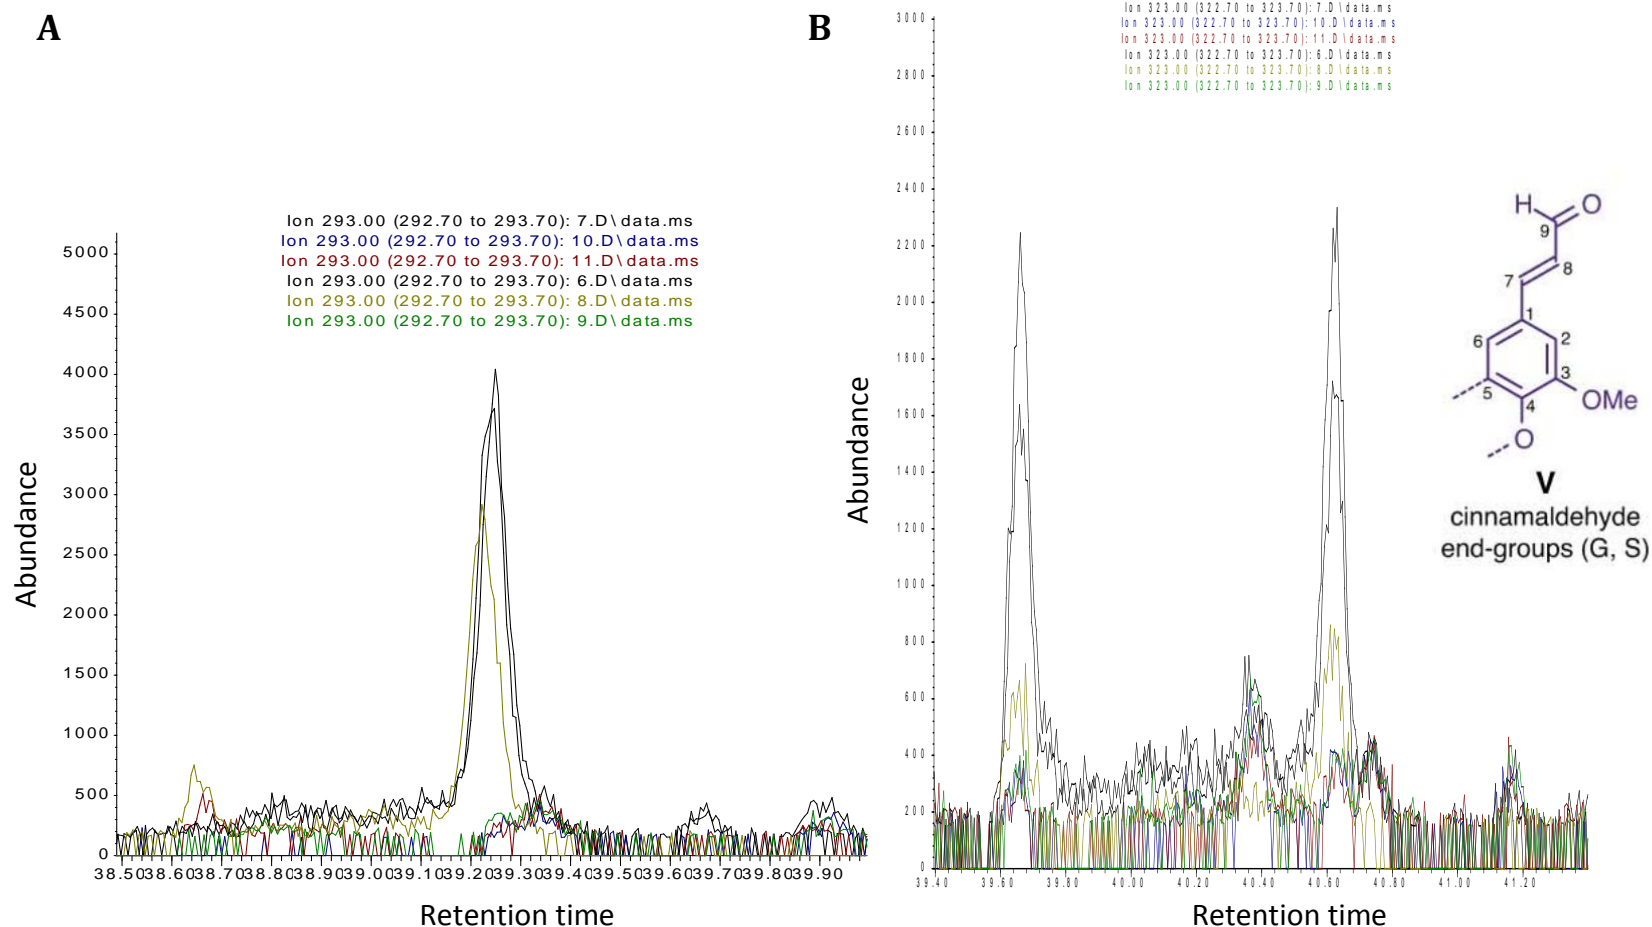 A
Ion 293.00 (292.70 to 293.70): 7.D\data.ms
Ion 293.00 (292.70 to 293.70): 10.D\data.ms
Ion 293.00 (292.70 to 293.70): 11.D\data.ms
Ion 293.00 (292.70 to 293.70): 6.D\data.ms
Ion 293.00 (292.70 to 293.70): 8.D\data.ms
Ion 293.00 (292.70 to 293.70): 9.D\data.ms
Abundance
5000
4500
4000
3500
3000
2500
2000
1500
1000
500
0
38.50 38.60 38.70 38.80 38.90 39.00 39.10 39.20 39.30 39.40 39.50 39.60 39.70 39.80 39.90
Retention time
B
Ion 323.00 (322.70 to 323.70): 7.D\data.ms
Ion 323.00 (322.70 to 323.70): 10.D\data.ms
Ion 323.00 (322.70 to 323.70): 11.D\data.ms
Ion 323.00 (322.70 to 323.70): 6.D\data.ms
Ion 323.00 (322.70 to 323.70): 8.D\data.ms
Ion 323.00 (322.70 to 323.70): 9.D\data.ms
Abundance
3000
2800
2600
2400
2200
2000
1800
1600
1400
1200
1000
800
600
400
200
0
39.40 39.60 39.80 40.00 40.20 40.40 40.60 40.80 41.00 41.20
Retention time
H O
9
8
7
1
6 2
3
5 OMe
4
O
V
cinnamaldehyde
end-groups (G, S)